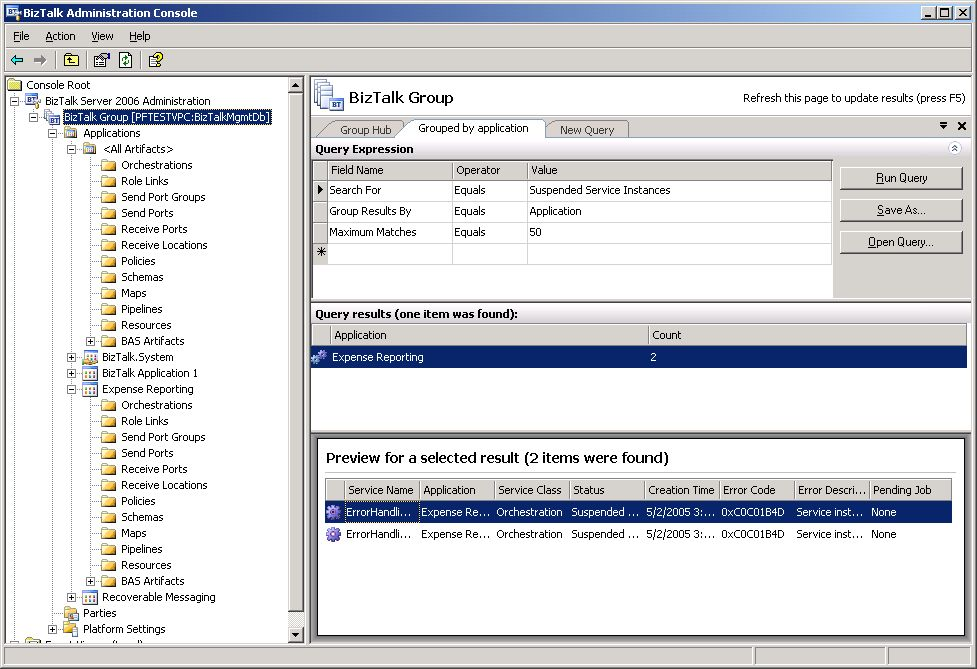 BizTalk Administration Console
File Action View Help
Console Root
BizTalk Server 2006 Administration
BizTalk Group [PFTESTVPC:BizTalkMgmtDb]
Applications
<All Artifacts>
Orchestrations
Role Links
Send Port Groups
Send Ports
Receive Ports
Receive Locations
Policies
Schemas
Maps
Pipelines
Resources
BAS Artifacts
BizTalk.System
BizTalk Application 1
Expense Reporting
Orchestrations
Role Links
Send Port Groups
Send Ports
Receive Ports
Receive Locations
Policies
Schemas
Maps
Pipelines
Resources
BAS Artifacts
Recoverable Messaging
Parties
Platform Settings
BizTalk Group
Refresh this page to update results (press F5)
Group Hub Grouped by application New Query
Query Expression
Field Name Operator Value
Search For Equals Suspended Service Instances
Group Results By Equals Application
Maximum Matches Equals 50
Run Query
Save As...
Open Query...
Query results (one item was found):
Application Count
Expense Reporting 2
Preview for a selected result (2 items were found)
Service Name Application Service Class Status Creation Time Error Code Error Descri... Pending Job
ErrorHandli... Expense Re... Orchestration Suspended ... 5/2/2005 3:... 0xC0C01B4D Service inst... None
ErrorHandli... Expense Re... Orchestration Suspended ... 5/2/2005 3:... 0xC0C01B4D Service inst... None